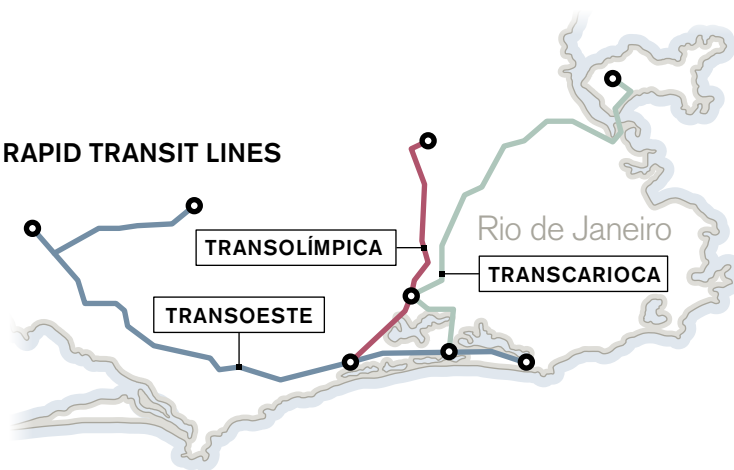 RAPID TRANSIT LINES
Rio de Janeiro
TRANSOLÍMPICA
TRANSCARIOCA
TRANSOESTE